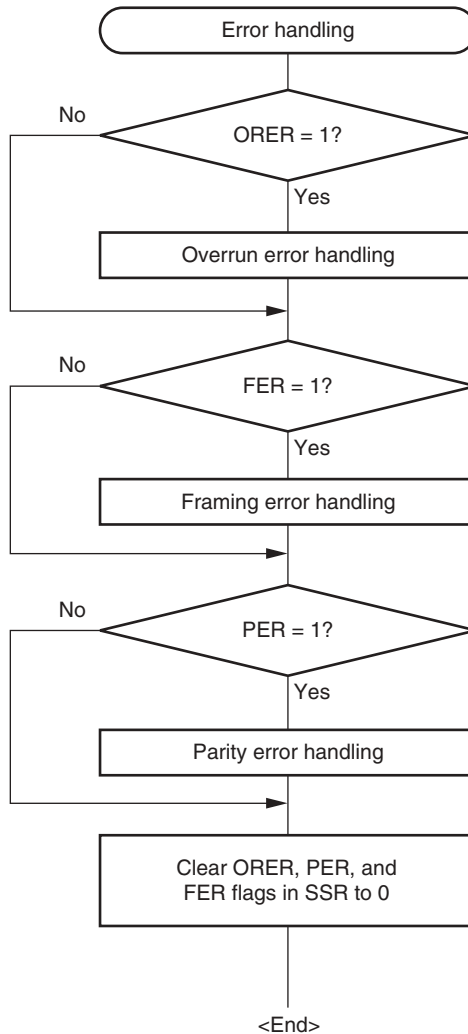 Error handling
No
ORER = 1?
Yes
Overrun error handling
No
FER = 1?
Yes
Framing error handling
No
PER = 1?
Yes
Parity error handling
Clear ORER, PER, and
FER flags in SSR to 0
<End>